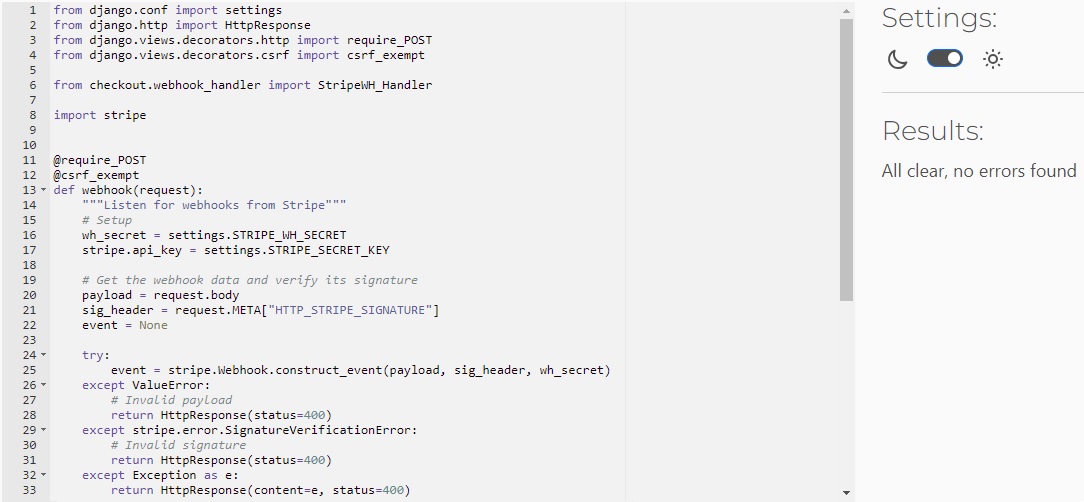 1 from django.conf import settings
2 from django.http import HttpResponse
3 from django.views.decorators.http import require_POST
4 from django.views.decorators.csrf import csrf_exempt
5
6 from checkout.webhook_handler import StripeWH_Handler
7
8 import stripe
9
10
11 @require_POST
12 @csrf_exempt
13 def webhook(request):
14     """Listen for webhooks from Stripe"""
15     # Setup
16     wh_secret = settings.STRIPE_WH_SECRET
17     stripe.api_key = settings.STRIPE_SECRET_KEY
18
19     # Get the webhook data and verify its signature
20     payload = request.body
21     sig_header = request.META["HTTP_STRIPE_SIGNATURE"]
22     event = None
23
24     try:
25         event = stripe.Webhook.construct_event(payload, sig_header, wh_secret)
26     except ValueError:
27         # Invalid payload
28         return HttpResponse(status=400)
29     except stripe.error.SignatureVerificationError:
30         # Invalid signature
31         return HttpResponse(status=400)
32     except Exception as e:
33         return HttpResponse(content=e, status=400)
Settings:
Results:
All clear, no errors found